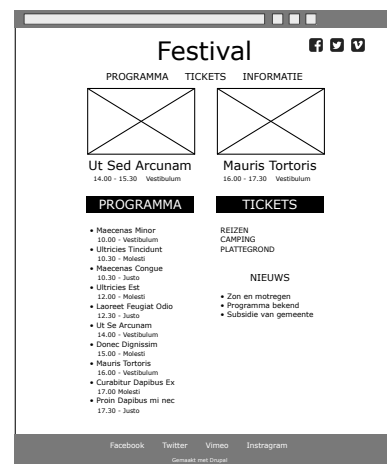 Festival
PROGRAMMA TICKETS INFORMATIE
Ut Sed Arcunam
14.00 - 15.30 Vestibulum
Mauris Tortoris
16.00 - 17.30 Vestibulum
PROGRAMMA
• Maecenas Minor
10.00 - Vestibulum
• Ultricies Tincidunt
10.30 - Molesti
• Maecenas Congue
10.30 - Justo
• Ultricies Est
12.00 - Molesti
• Laoreet Feugiat Odio
12.30 - Justo
• Ut Se Arcunam
14.00 - Vestibulum
• Donec Dignissim
15.00 - Molesti
• Mauris Tortoris
16.00 - Vestibulum
• Curabitur Dapibus Ex
17.00 Molesti
• Proin Dapibus mi nec
17.30 - Justo
TICKETS
REIZEN
CAMPING
PLATTEGROND
NIEUWS
• Zon en motregen
• Programma bekend
• Subsidie van gemeente
Facebook Twitter Vimeo Instragram
Gemaakt met Drupal